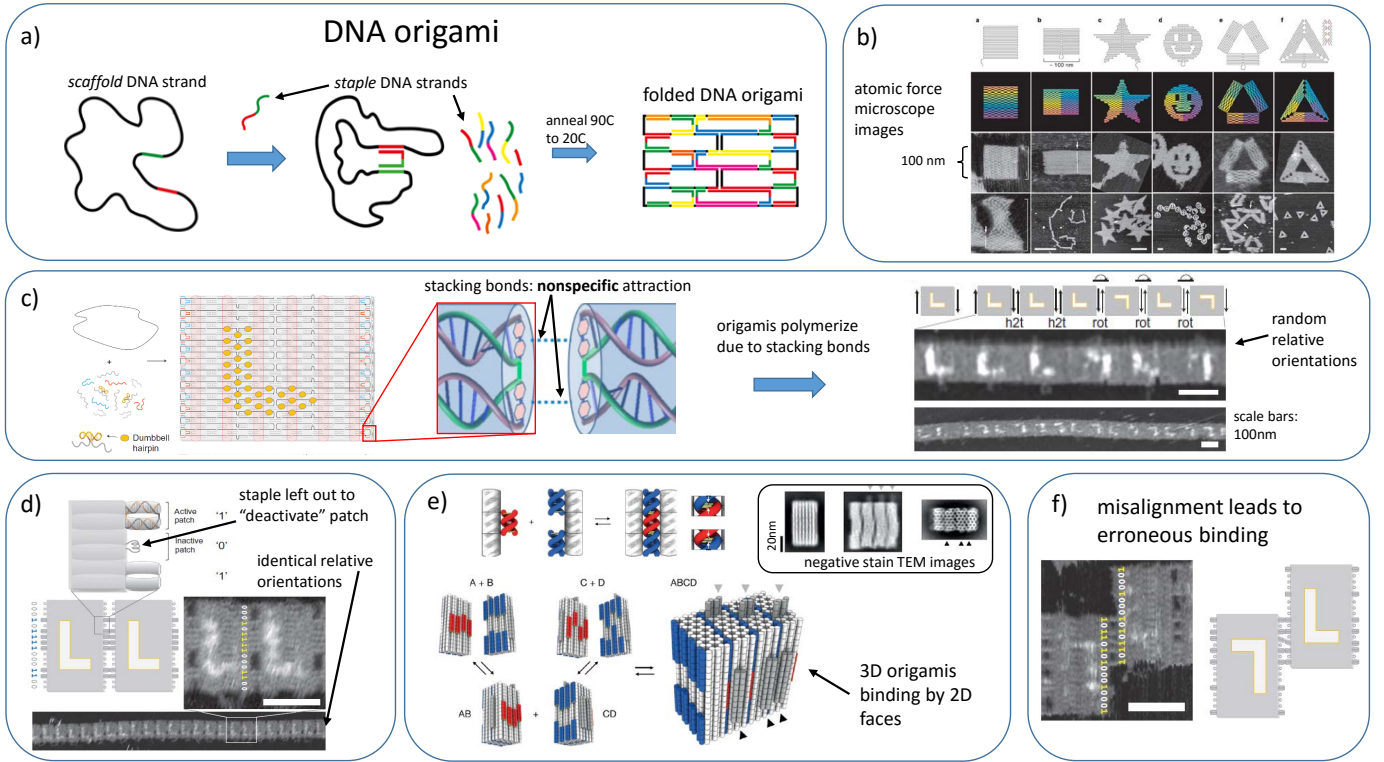 a)
DNA origami
scaffold DNA strand
staple DNA strands
anneal 90C
to 20C
folded DNA origami
b)
a
b
c
d
e
f
~ 100 nm
atomic force
microscope
images
100 nm
c)
+
Dumbbell
hairpin
stacking bonds: nonspecific attraction
origamis polymerize
due to stacking bonds
h2t
h2t
rot
rot
rot
random
relative
orientations
scale bars:
100nm
d)
staple left out to
"deactivate" patch
Active
patch
'1'
Inactive
patch
'0'
'1'
identical relative
orientations
e)
+
20nm
negative stain TEM images
A + B
C + D
ABCD
AB
+
CD
3D origamis
binding by 2D
faces
f)
misalignment leads to
erroneous binding